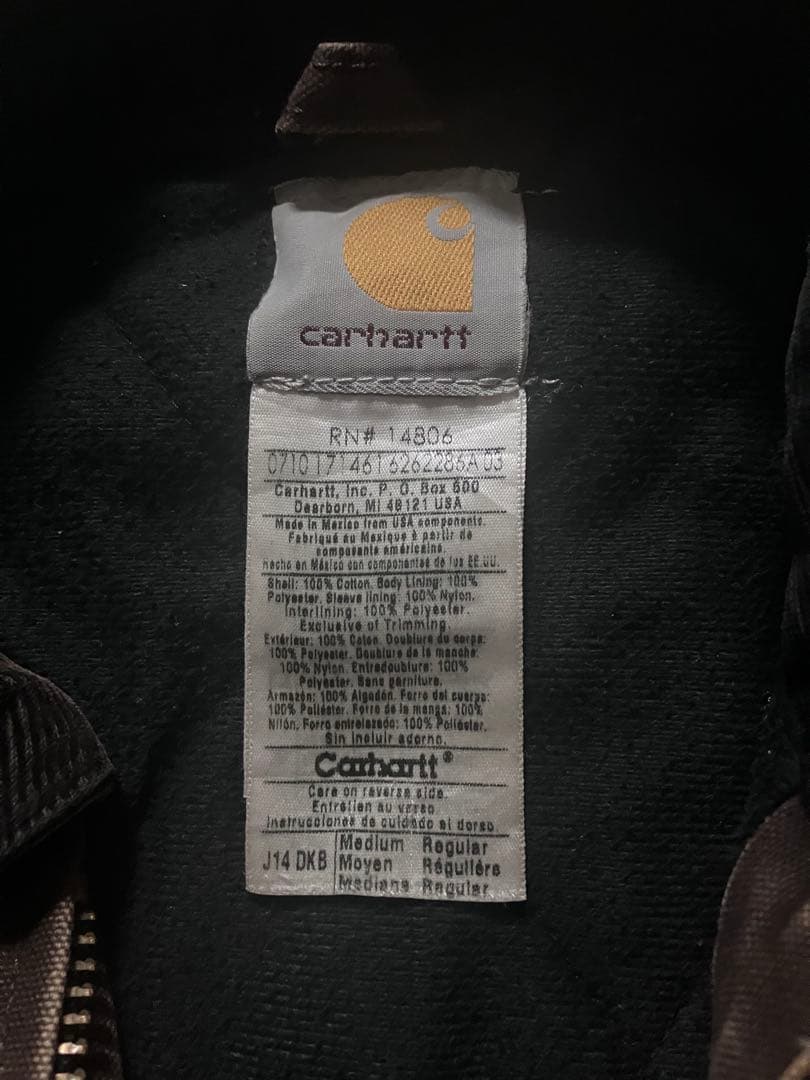 carhartt
RN# 14806
07101714616262286A 03
Carhartt, Inc. P. O. Box 600
Dearborn, MI 48121 USA
Made in Mexico from USA components.
Fabriqué au Mexique à partir de
composants américains.
hecho en México con componentes de los EE.UU.
Shell: 100% Cotton. Body Lining: 100%
Polyester. Sleeve lining: 100% Nylon.
Interlining: 100% Polyester.
Exclusive of Trimming.
Extérieur: 100% Coton. Doublure du corps:
100% Polyester. Doublure de la manche:
100% Nylon. Entredoublure: 100%
Polyester. Sans garniture.
Armazón: 100% Algodón. Forro del cuerpo:
100% Poliéster. Forro de la manga: 100%
Nilón. Forro entrelazado: 100% Poliéster.
Sin incluir adorno.
Carhartt®
Care on reverse side.
Entretien au verso.
Instrucciones de cuidado al dorso.
J14 DKB
Medium Regular
Moyen Régulière
Mediano Regular